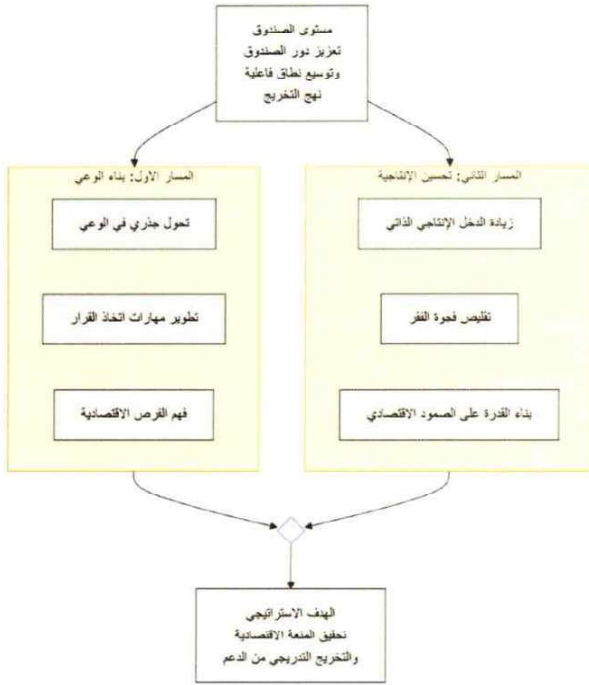 مستوى الصندوق
تعزيز دور الصندوق
وتوسيع نطاق فاعلية
نهج التخريج
المسار الأول: بناء الوعي
تحول جذري في الوعي
تطوير مهارات اتخاذ القرار
فهم الفرص الاقتصادية
المسار الثاني: تحسين الإنتاجية
زيادة الدخل الإنتاجي الذاتي
تقليص فجوة الفقر
بناء القدرة على الصمود الاقتصادي
الهدف الاستراتيجي
تحقيق المنعة الاقتصادية
والتخريج التدريجي من الدعم